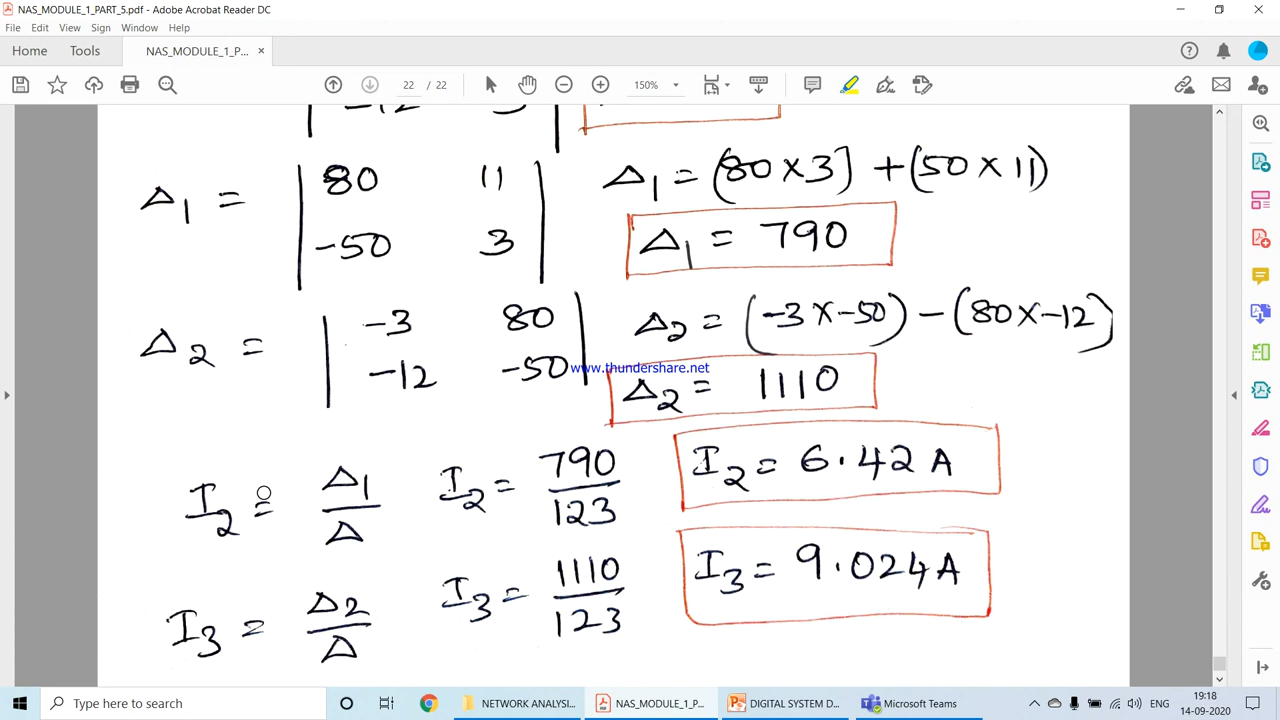 NAS_MODULE_1_PART_5.pdf - Adobe Acrobat Reader DC
File Edit View Sign Window Help
Home Tools NAS_MODULE_1_P... ×
22 / 22 150%
-12 3
Δ1 = | 80 11 | Δ1 = (80 × 3) + (50 × 11)
| -50 3 | Δ1 = 790
Δ2 = | -3 80 | Δ2 = (-3 × -50) - (80 × -12)
| -12 -50 | Δ2 = 1110
www.thundershare.net
I2 = Δ1/Δ I2 = 790/123 I2 = 6.42 A
I3 = Δ2/Δ I3 = 1110/123 I3 = 9.024 A
Type here to search NETWORK ANALYSI... NAS_MODULE_1_P... DIGITAL SYSTEM D... Microsoft Teams 19:18
14-09-2020